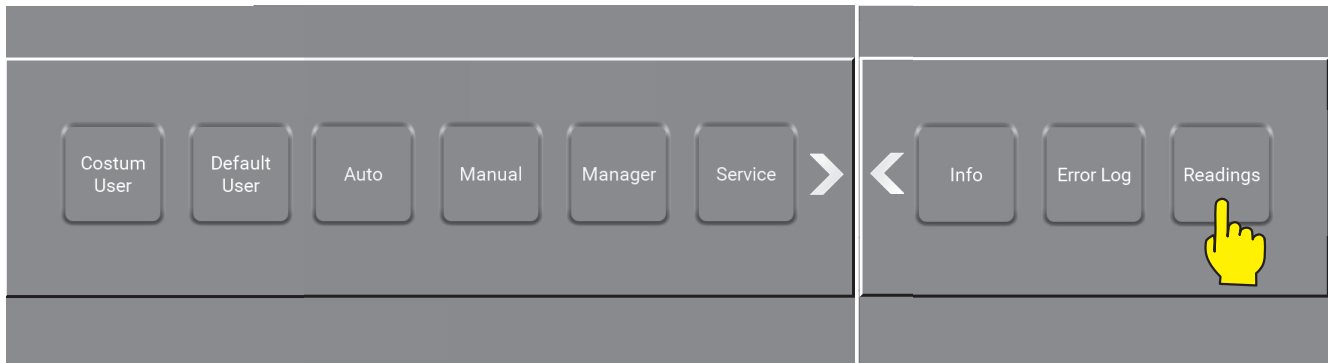 Costum
User
Default
User
Auto
Manual
Manager
Service
Info
Error Log
Readings